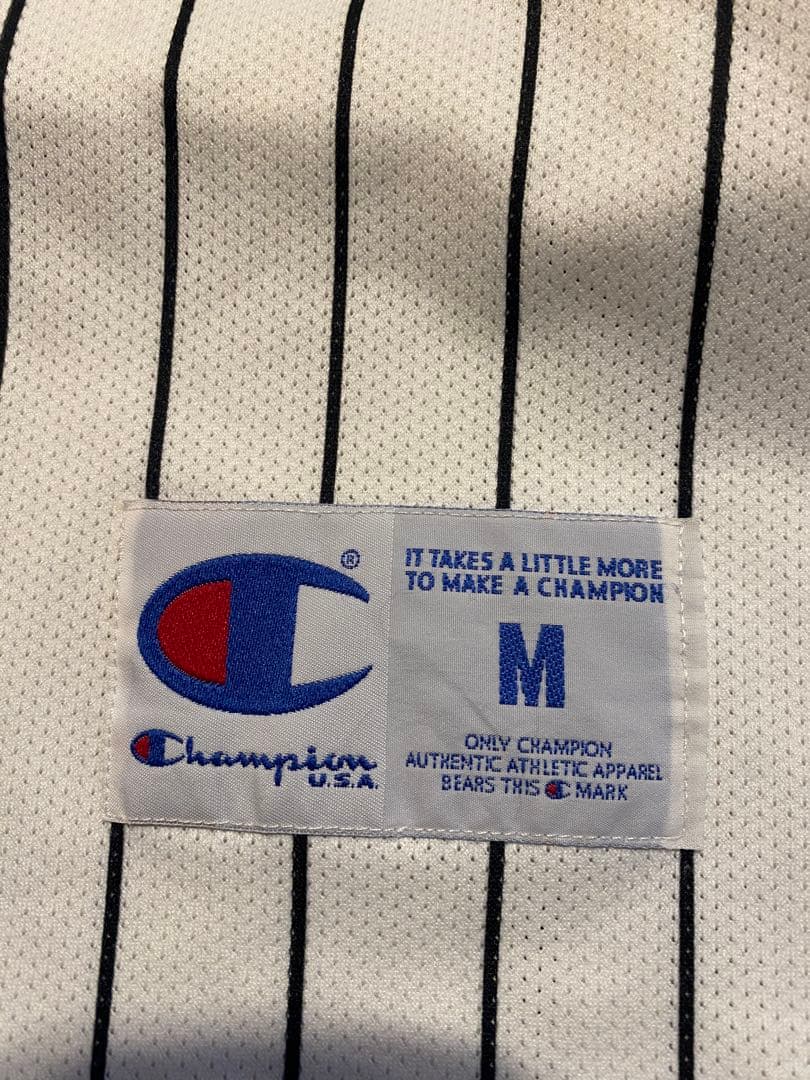 ®
Champion
U.S.A.
IT TAKES A LITTLE MORE
TO MAKE A CHAMPION
M
ONLY CHAMPION
AUTHENTIC ATHLETIC APPAREL
BEARS THIS C MARK